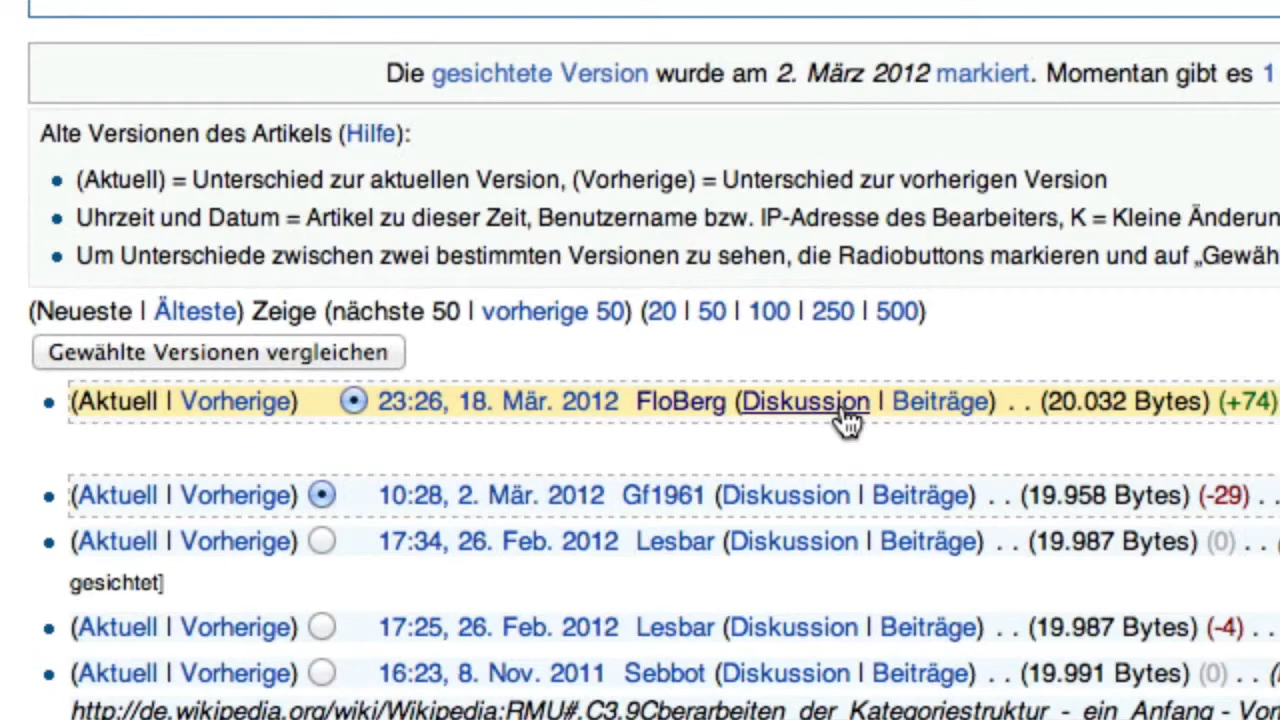 Die gesichtete Version wurde am 2. März 2012 markiert. Momentan gibt es 1
Alte Versionen des Artikels (Hilfe):
(Aktuell) = Unterschied zur aktuellen Version, (Vorherige) = Unterschied zur vorherigen Version
Uhrzeit und Datum = Artikel zu dieser Zeit, Benutzername bzw. IP-Adresse des Bearbeiters, K = Kleine Änderun
Um Unterschiede zwischen zwei bestimmten Versionen zu sehen, die Radiobuttons markieren und auf „Gewäh
(Neueste | Älteste) Zeige (nächste 50 | vorherige 50) (20 | 50 | 100 | 250 | 500)
Gewählte Versionen vergleichen
(Aktuell | Vorherige) 23:26, 18. Mär. 2012 FloBerg (Diskussion | Beiträge) . . (20.032 Bytes) (+74)
(Aktuell | Vorherige) 10:28, 2. Mär. 2012 Gf1961 (Diskussion | Beiträge) . . (19.958 Bytes) (-29) . .
(Aktuell | Vorherige) 17:34, 26. Feb. 2012 Lesbar (Diskussion | Beiträge) . . (19.987 Bytes) (0) . . (
gesichtet]
(Aktuell | Vorherige) 17:25, 26. Feb. 2012 Lesbar (Diskussion | Beiträge) . . (19.987 Bytes) (-4) . .
(Aktuell | Vorherige) 16:23, 8. Nov. 2011 Sebbot (Diskussion | Beiträge) . . (19.991 Bytes) (0) . . (
http://de.wikipedia.org/wiki/Wikipedia:RMU#.C3.9Cberarbeiten_der_Kategoriestruktur_-_ein_Anfang - Vor